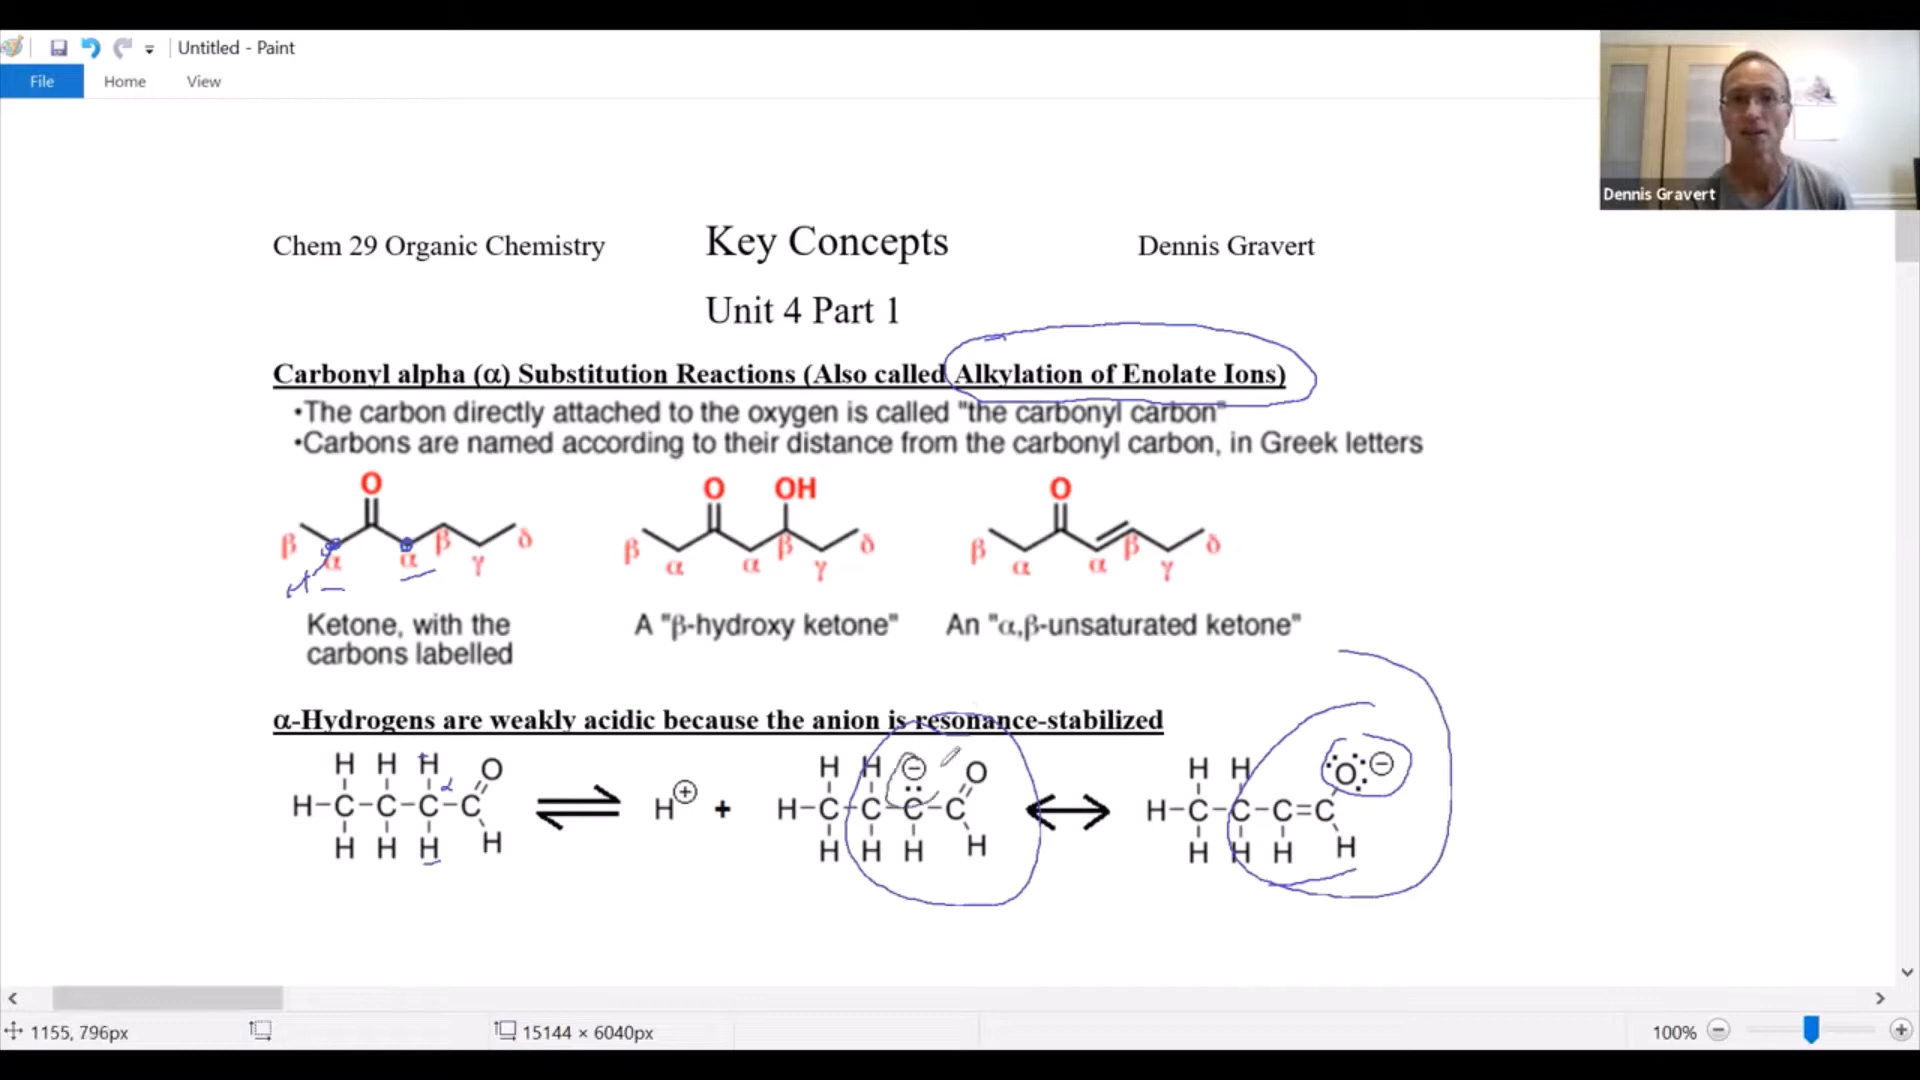 Untitled - Paint
File Home View
Dennis Gravert
Chem 29 Organic Chemistry Key Concepts Dennis Gravert
Unit 4 Part 1
Carbonyl alpha (α) Substitution Reactions (Also called Alkylation of Enolate Ions)
•The carbon directly attached to the oxygen is called "the carbonyl carbon"
•Carbons are named according to their distance from the carbonyl carbon, in Greek letters
O O OH O
β α α β γ δ β α α β γ δ β α α β γ δ
Ketone, with the
carbons labelled
A "β-hydroxy ketone"
An "α,β-unsaturated ketone"
α-Hydrogens are weakly acidic because the anion is resonance-stabilized
H H H O H H ⊖ O H H O ⊖
α
H-C-C-C-C ⇌ H⊕ + H-C-C-C-C ↔ H-C-C-C=C
H H H H H H H H H H H H
1155, 796px 15144 × 6040px 100%